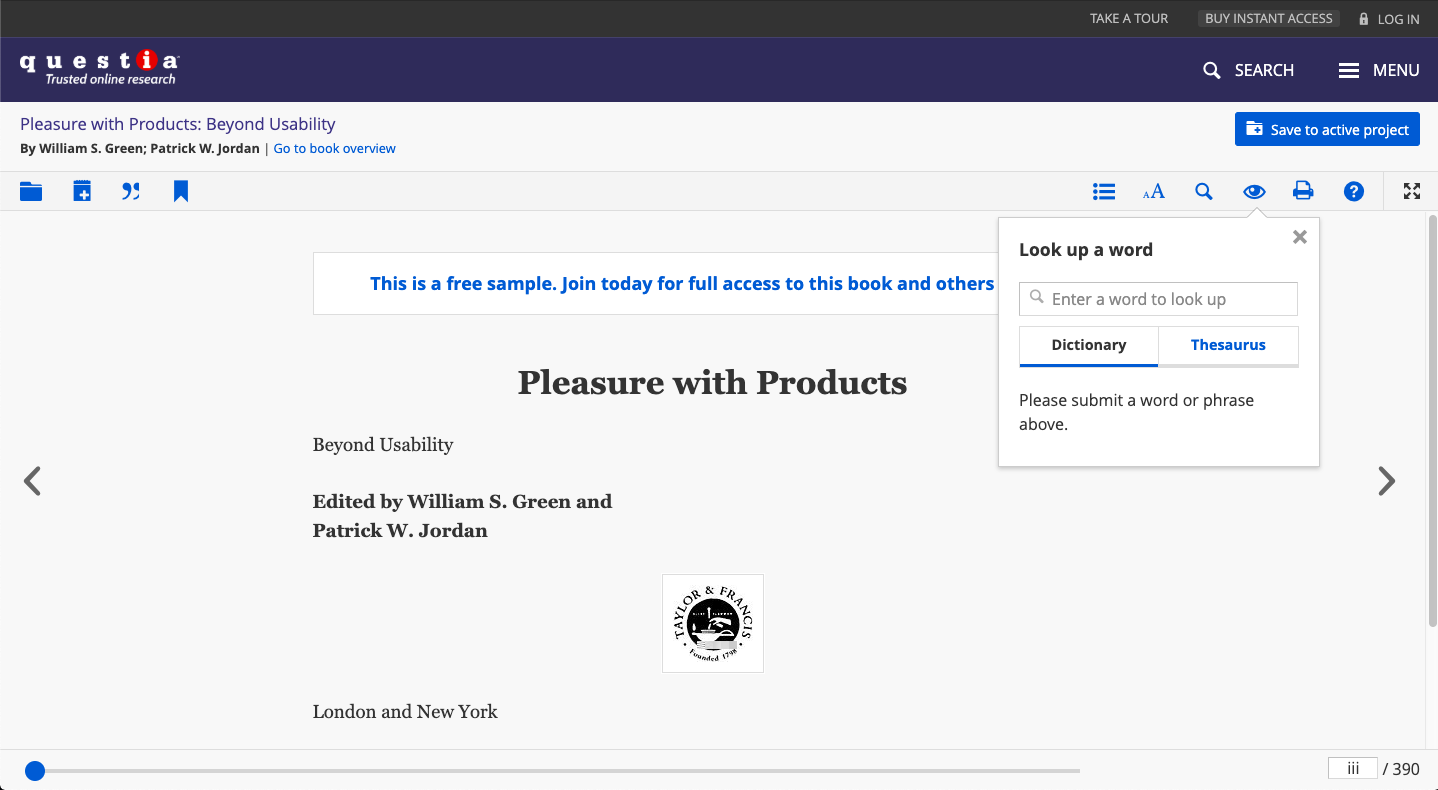 TAKE A TOUR
BUY INSTANT ACCESS
LOG IN
questia
Trusted online research
SEARCH
MENU
Pleasure with Products: Beyond Usability
By William S. Green; Patrick W. Jordan | Go to book overview
Save to active project
Look up a word
Enter a word to look up
Dictionary
Thesaurus
Please submit a word or phrase
above.
This is a free sample. Join today for full access to this book and others
Pleasure with Products
Beyond Usability
Edited by William S. Green and
Patrick W. Jordan
TAYLOR & FRANCIS
Founded 1798
London and New York
iii / 390